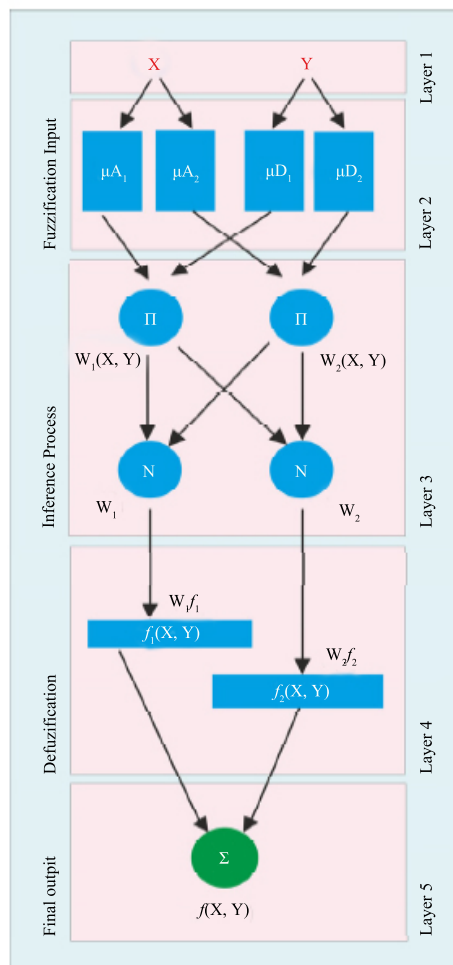 X Y
Layer 1
Fuzzification Input
μA₁ μA₂ μD₁ μD₂
Layer 2
Inference Process
Π Π
W₁(X, Y) W₂(X, Y)
N N
W₁ W₂
Layer 3
Defuzification
W₁f₁
f₁(X, Y)
W₂f₂
f₂(X, Y)
Layer 4
Final outpit
Σ
f(X, Y)
Layer 5